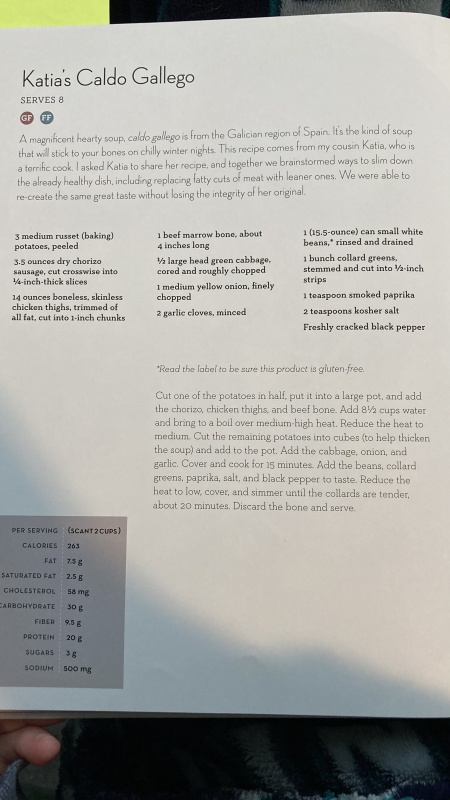 Katia's Caldo Gallego
SERVES 8
GF FF
A magnificent hearty soup, caldo gallego is from the Galician region of Spain. It's the kind of soup
that will stick to your bones on chilly winter nights. This recipe comes from my cousin Katia, who is
a terrific cook. I asked Katia to share her recipe, and together we brainstormed ways to slim down
the already healthy dish, including replacing fatty cuts of meat with leaner ones. We were able to
re-create the same great taste without losing the integrity of her original.
3 medium russet (baking)
potatoes, peeled
3.5 ounces dry chorizo
sausage, cut crosswise into
¼-inch-thick slices
14 ounces boneless, skinless
chicken thighs, trimmed of
all fat, cut into 1-inch chunks
1 beef marrow bone, about
4 inches long
½ large head green cabbage,
cored and roughly chopped
1 medium yellow onion, finely
chopped
2 garlic cloves, minced
1 (15.5-ounce) can small white
beans,* rinsed and drained
1 bunch collard greens,
stemmed and cut into ½-inch
strips
1 teaspoon smoked paprika
2 teaspoons kosher salt
Freshly cracked black pepper
*Read the label to be sure this product is gluten-free.
Cut one of the potatoes in half, put it into a large pot, and add
the chorizo, chicken thighs, and beef bone. Add 8½ cups water
and bring to a boil over medium-high heat. Reduce the heat to
medium. Cut the remaining potatoes into cubes (to help thicken
the soup) and add to the pot. Add the cabbage, onion, and
garlic. Cover and cook for 15 minutes. Add the beans, collard
greens, paprika, salt, and black pepper to taste. Reduce the
heat to low, cover, and simmer until the collards are tender,
about 20 minutes. Discard the bone and serve.
PER SERVING (SCANT 2 CUPS)
CALORIES 263
FAT 7.5 g
SATURATED FAT 2.5 g
CHOLESTEROL 58 mg
CARBOHYDRATE 30 g
FIBER 9.5 g
PROTEIN 20 g
SUGARS 3 g
SODIUM 500 mg